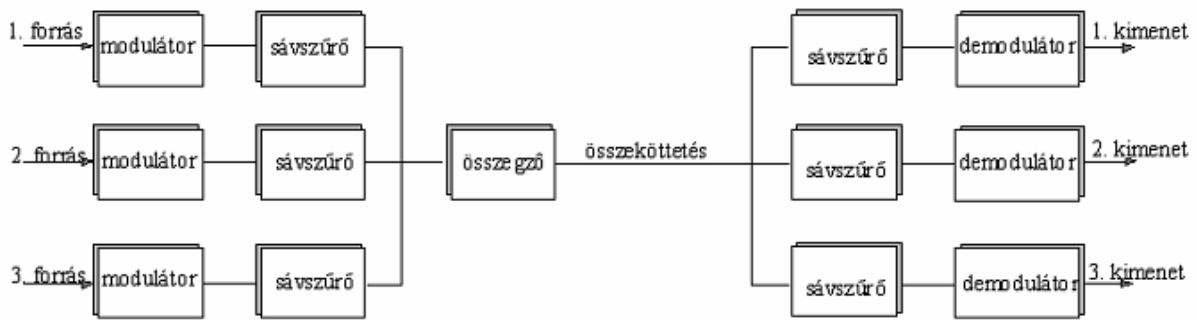 1. forrás
modulátor
sávszűrő
sávszűrő
demodulátor
1. kimenet
2. forrás
modulátor
sávszűrő
összegző
összeköttetés
sávszűrő
demodulátor
2. kimenet
3. forrás
modulátor
sávszűrő
sávszűrő
demodulátor
3. kimenet